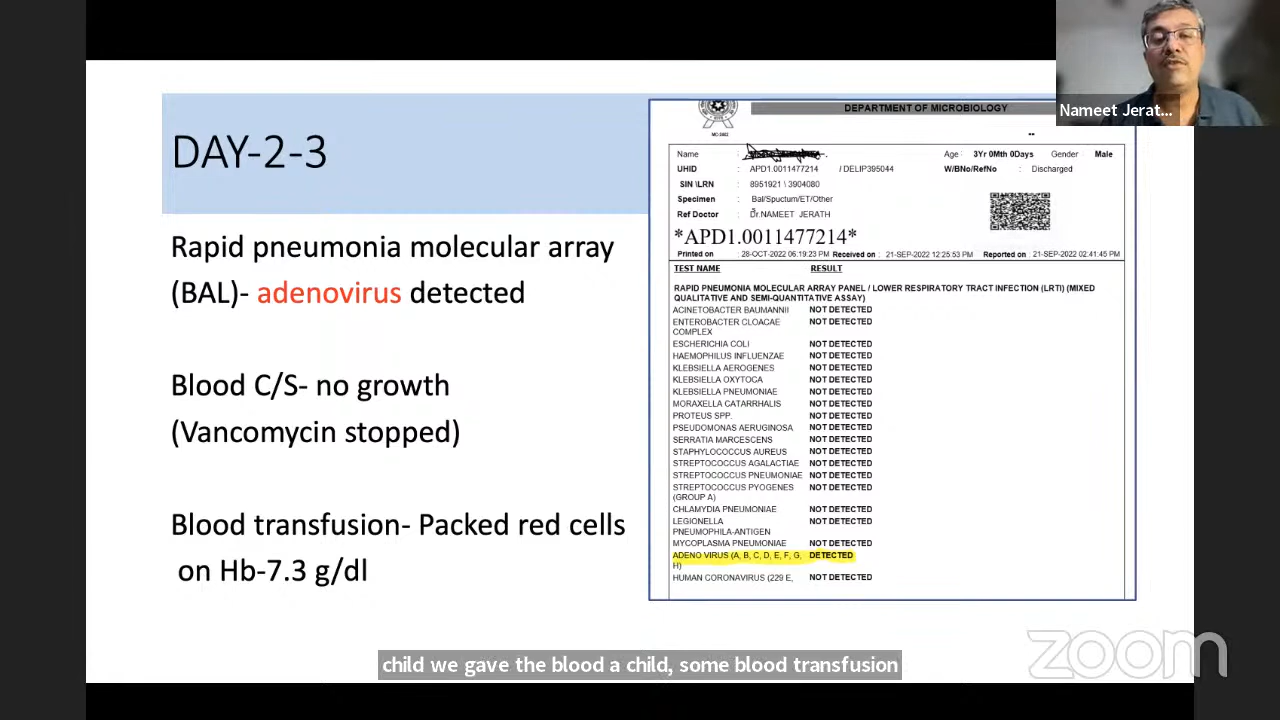 DAY-2-3
Rapid pneumonia molecular array
(BAL)- adenovirus detected
Blood C/S- no growth
(Vancomycin stopped)
Blood transfusion- Packed red cells
on Hb-7.3 g/dl
DEPARTMENT OF MICROBIOLOGY
MC-2462
Name :
Age : 3Yr 0Mth 0Days Gender : Male
UHID : APD1.0011477214 / DELIP395044
W/BNo/RefNo : Discharged
SIN \LRN : 8951921 \ 3904080
Specimen : Bal/Spuctum/ET/Other
Ref Doctor : Dr.NAMEET JERATH
*APD1.0011477214*
Printed on : 28-OCT-2022 06:19:23 PM Received on : 21-SEP-2022 12:25:53 PM Reported on : 21-SEP-2022 02:41:45 PM
TEST NAME RESULT
RAPID PNEUMONIA MOLECULAR ARRAY PANEL / LOWER RESPIRATORY TRACT INFECTION (LRTI) (MIXED
QUALITATIVE AND SEMI-QUANTITATIVE ASSAY)
ACINETOBACTER BAUMANNII NOT DETECTED
ENTEROBACTER CLOACAE NOT DETECTED
COMPLEX
ESCHERICHIA COLI NOT DETECTED
HAEMOPHILUS INFLUENZAE NOT DETECTED
KLEBSIELLA AEROGENES NOT DETECTED
KLEBSIELLA OXYTOCA NOT DETECTED
KLEBSIELLA PNEUMONIAE NOT DETECTED
MORAXELLA CATARRHALIS NOT DETECTED
PROTEUS SPP. NOT DETECTED
PSEUDOMONAS AERUGINOSA NOT DETECTED
SERRATIA MARCESCENS NOT DETECTED
STAPHYLOCOCCUS AUREUS NOT DETECTED
STREPTOCOCCUS AGALACTIAE NOT DETECTED
STREPTOCOCCUS PNEUMONIAE NOT DETECTED
STREPTOCOCCUS PYOGENES NOT DETECTED
(GROUP A)
CHLAMYDIA PNEUMONIAE NOT DETECTED
LEGIONELLA NOT DETECTED
PNEUMOPHILA-ANTIGEN
MYCOPLASMA PNEUMONIAE NOT DETECTED
ADENO VIRUS (A, B, C, D, E, F, G, DETECTED
H)
HUMAN CORONAVIRUS (229 E, NOT DETECTED
Nameet Jerat...
child we gave the blood a child, some blood transfusion
zoom